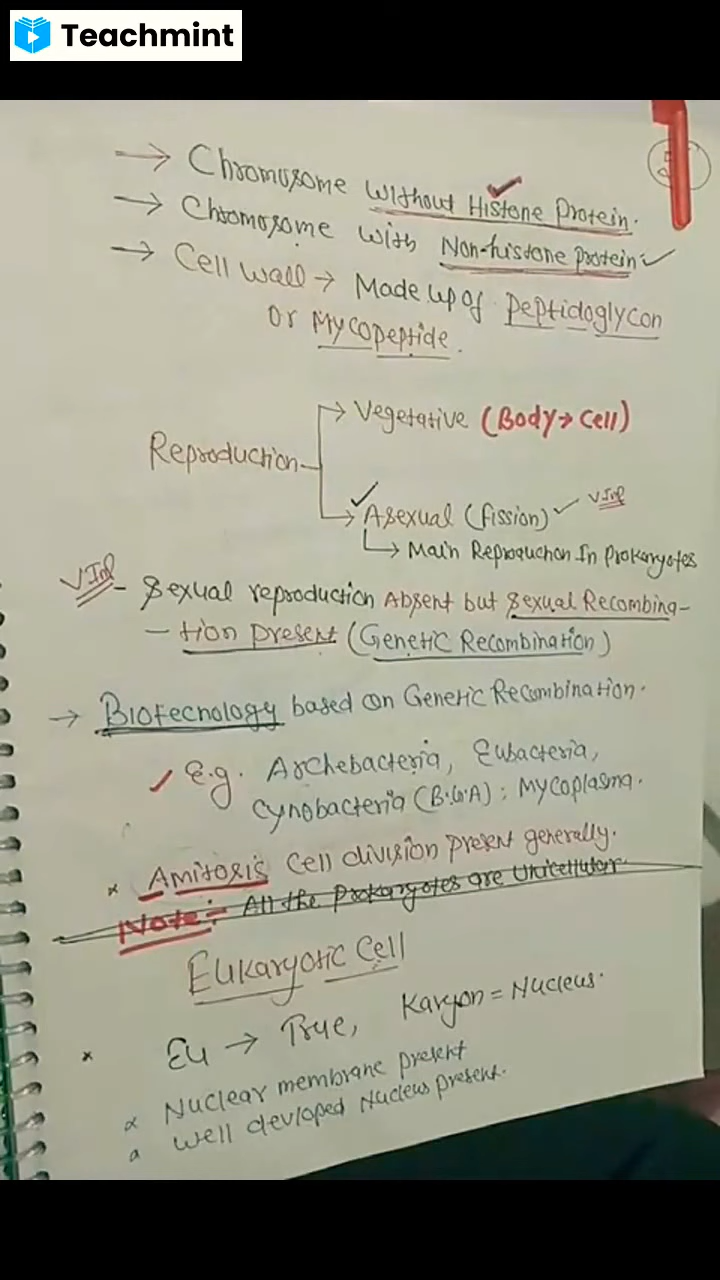 Teachmint
→ Chromosome without Histone Protein.
→ Chromosome with Non-histone protein
→ Cell wall → Made up of Peptidoglycon
or Mycopeptide.
→ Vegetative (Body → Cell)
Reproduction
→ Asexual (Fission) V Imp
→ Main Reproduction In Prokaryotes
V Imp - Sexual reproduction Absent but Sexual Recombina-
- tion present (Genetic Recombination)
→ Biotecnology based on Genetic Recombination.
E.g. Archebacteria, Eubacteria,
Cynobacteria (B.G.A) ; Mycoplasma.
* Amitosis Cell division present generally.
Note:- All the Prokaryotes are Unicellular.
Eukaryotic Cell
* Eu → True, Karyon = Nucleus.
Nuclear membrane present
Well devloped Nucleus present.